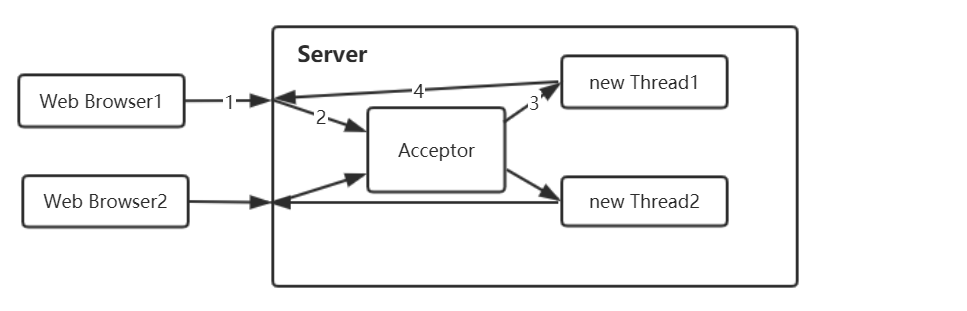 Server
Web Browser1
1
2
4
3
new Thread1
Acceptor
Web Browser2
new Thread2